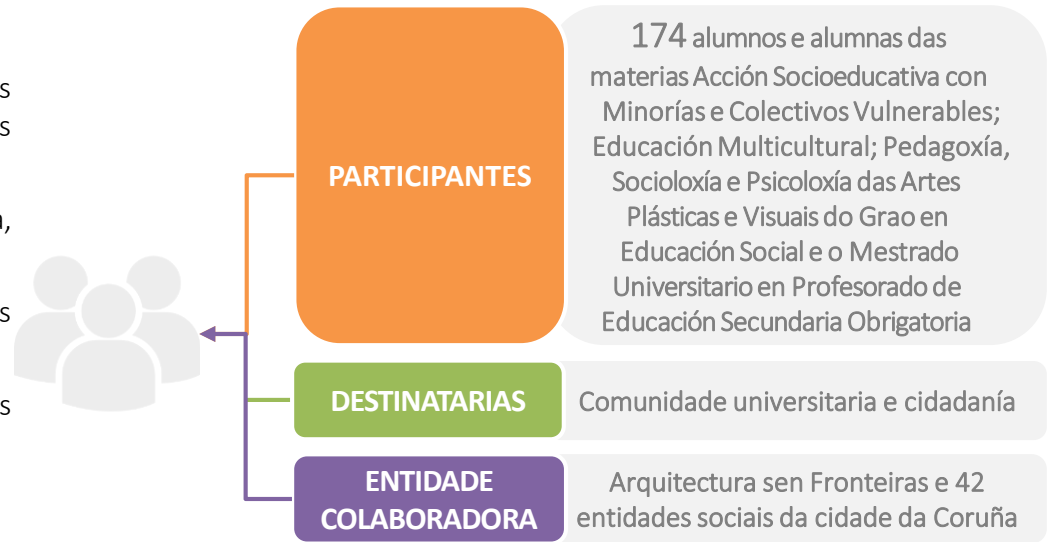 PARTICIPANTES
174 alumnos e alumnas das
materias Acción Socioeducativa con
Minorías e Colectivos Vulnerables;
Educación Multicultural; Pedagoxía,
Socioloxía e Psicoloxía das Artes
Plásticas e Visuais do Grao en
Educación Social e o Mestrado
Universitario en Profesorado de
Educación Secundaria Obrigatoria
DESTINATARIAS
Comunidade universitaria e cidadanía
ENTIDADE
COLABORADORA
Arquitectura sen Fronteiras e 42
entidades sociais da cidade da Coruña